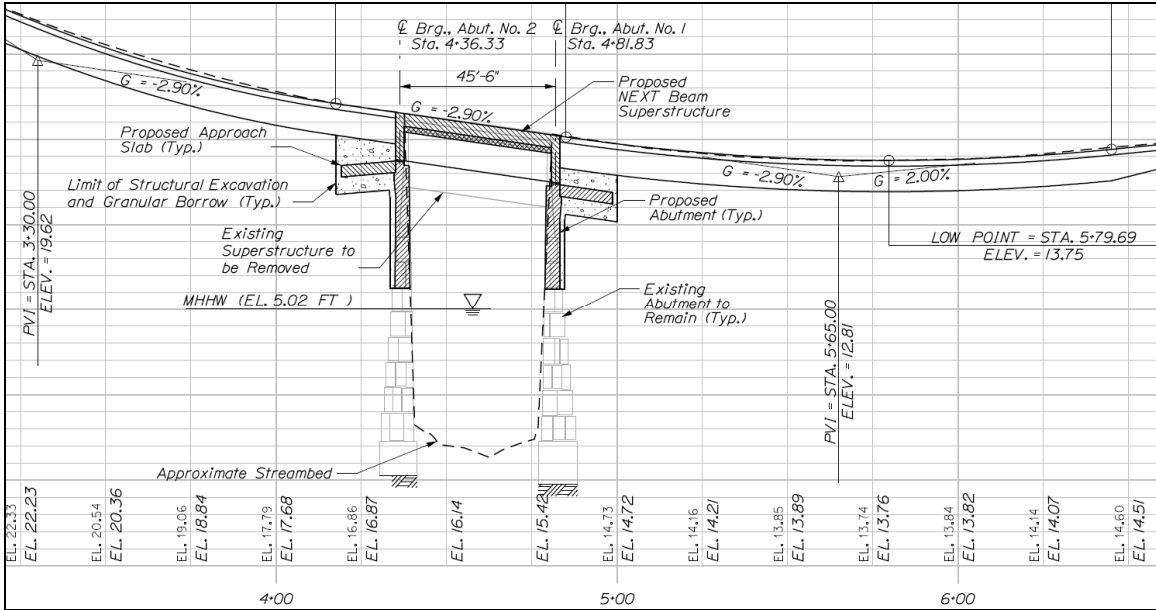 ℄ Brg., Abut. No. 2
Sta. 4+36.33
℄ Brg., Abut. No. 1
Sta. 4+81.83
45'-6"
G = -2.90%
G = -2.90%
Proposed
NEXT Beam
Superstructure
Proposed Approach
Slab (Typ.)
Limit of Structural Excavation
and Granular Borrow (Typ.)
G = -2.90%
G = 2.00%
Proposed
Abutment (Typ.)
Existing
Superstructure to
be Removed
LOW POINT = STA. 5+79.69
ELEV. = 13.75
PVI = STA. 3+30.00
ELEV. = 19.62
MHHW (EL. 5.02 FT )
Existing
Abutment to
Remain (Typ.)
PVI = STA. 5+65.00
ELEV. = 12.81
Approximate Streambed
EL. 22.33
EL. 22.23
EL. 20.54
EL. 20.36
EL. 19.06
EL. 18.84
EL. 17.79
EL. 17.68
EL. 16.86
EL. 16.87
EL. 16.14
EL. 15.42
EL. 14.73
EL. 14.72
EL. 14.16
EL. 14.21
EL. 13.85
EL. 13.89
EL. 13.74
EL. 13.76
EL. 13.84
EL. 13.82
EL. 14.14
EL. 14.07
EL. 14.60
EL. 14.51
4+00
5+00
6+00